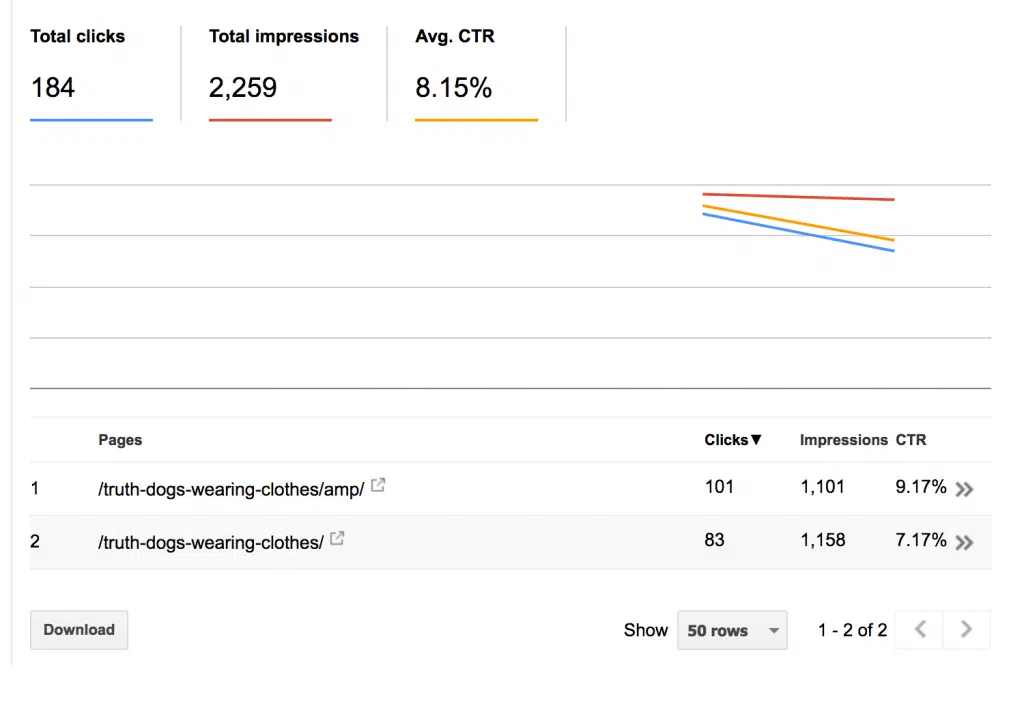 Total clicks Total impressions Avg. CTR
184 2,259 8.15%
Pages Clicks▼ Impressions CTR
1 /truth-dogs-wearing-clothes/amp/ 101 1,101 9.17%
2 /truth-dogs-wearing-clothes/ 83 1,158 7.17%
Download Show 50 rows 1 - 2 of 2